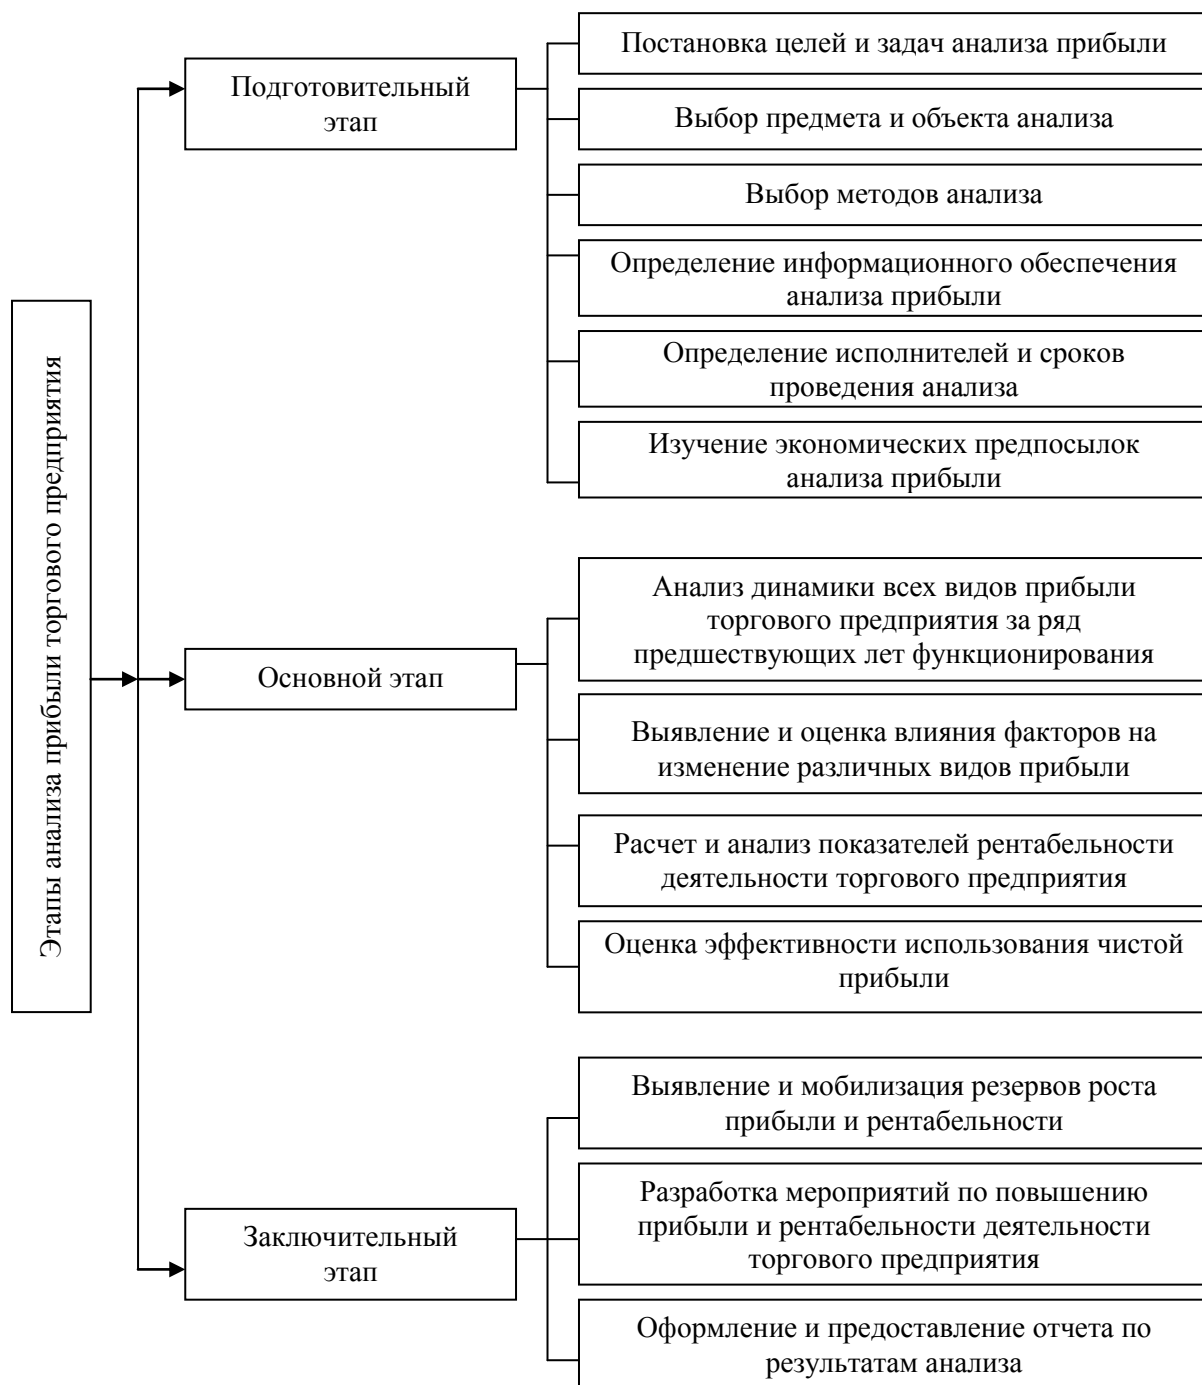 Этапы анализа прибыли торгового предприятия
Подготовительный
этап
Постановка целей и задач анализа прибыли
Выбор предмета и объекта анализа
Выбор методов анализа
Определение информационного обеспечения
анализа прибыли
Определение исполнителей и сроков
проведения анализа
Изучение экономических предпосылок
анализа прибыли
Основной этап
Анализ динамики всех видов прибыли
торгового предприятия за ряд
предшествующих лет функционирования
Выявление и оценка влияния факторов на
изменение различных видов прибыли
Расчет и анализ показателей рентабельности
деятельности торгового предприятия
Оценка эффективности использования чистой
прибыли
Заключительный
этап
Выявление и мобилизация резервов роста
прибыли и рентабельности
Разработка мероприятий по повышению
прибыли и рентабельности деятельности
торгового предприятия
Оформление и предоставление отчета по
результатам анализа